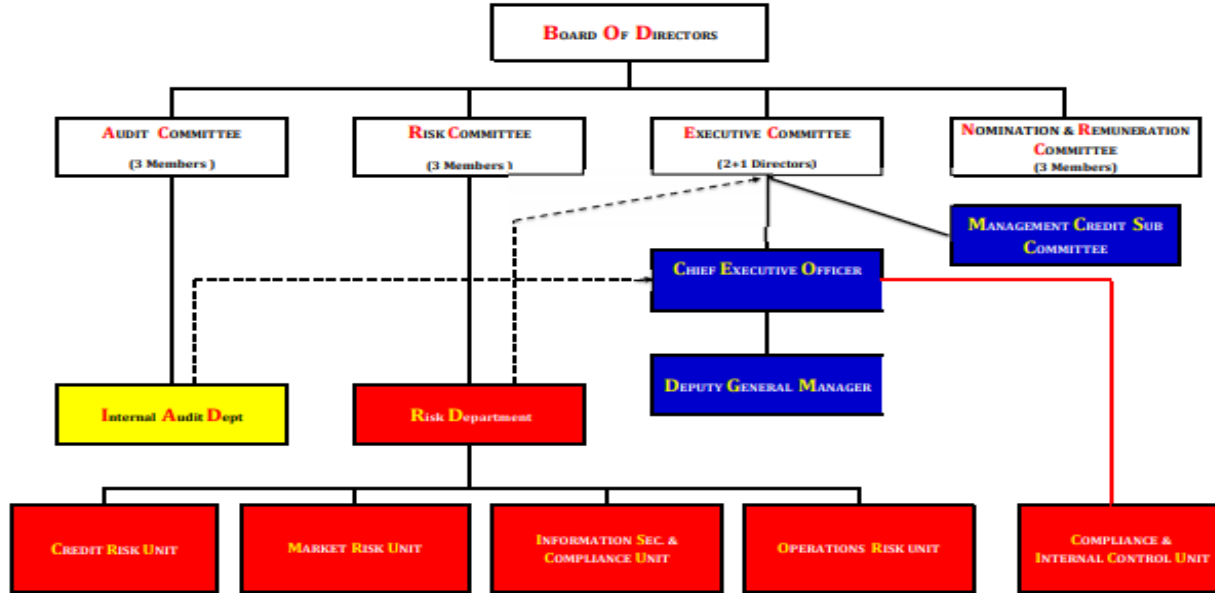 BOARD OF DIRECTORS
AUDIT COMMITTEE
(3 Members )
RISK COMMITTEE
(3 Members )
EXECUTIVE COMMITTEE
(2+1 Directors)
NOMINATION & REMUNERATION
COMMITTEE
(3 Members)
MANAGEMENT CREDIT SUB
COMMITTEE
CHIEF EXECUTIVE OFFICER
DEPUTY GENERAL MANAGER
Internal Audit Dept
Risk Department
CREDIT RISK UNIT
MARKET RISK UNIT
INFORMATION SEC. &
COMPLIANCE UNIT
OPERATIONS RISK UNIT
COMPLIANCE &
INTERNAL CONTROL UNIT